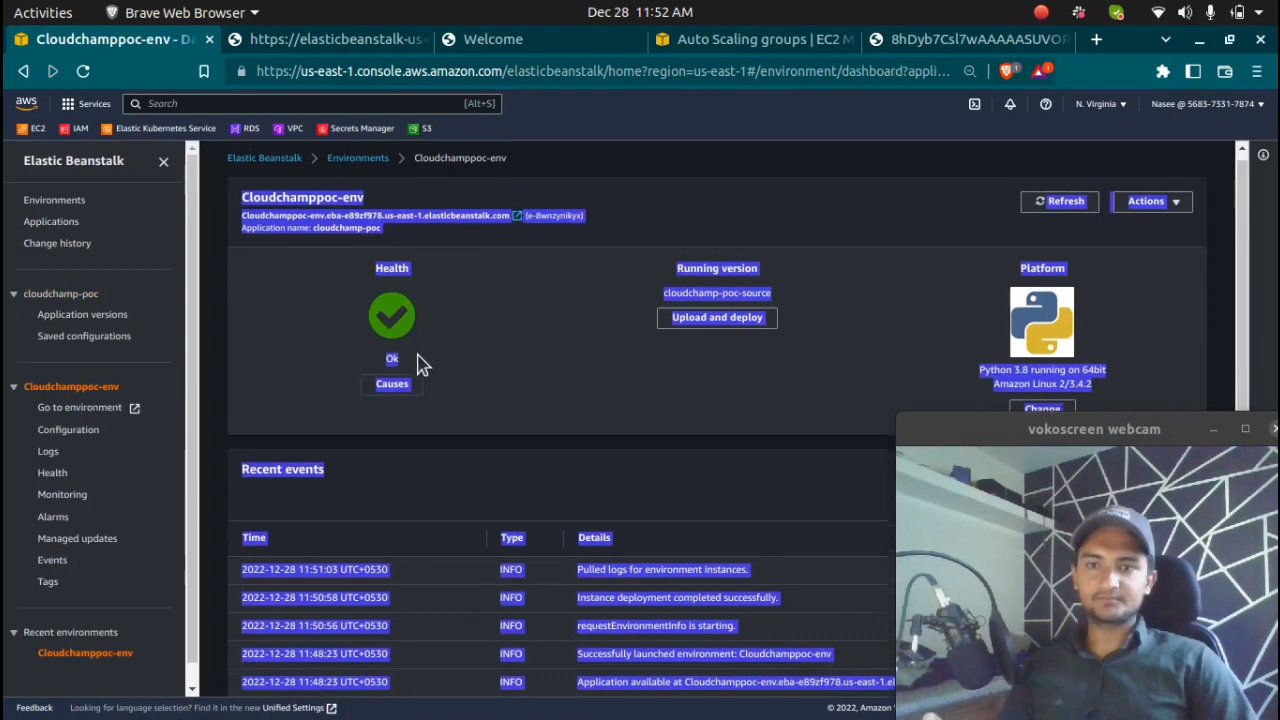 Activities
Brave Web Browser
Dec 28 11:52 AM
Cloudchamppoc-env - Da
https://elasticbeanstalk-us-
Welcome
Auto Scaling groups | EC2 M
8hDyb7Csl7wAAAAASUVOR
https://us-east-1.console.aws.amazon.com/elasticbeanstalk/home?region=us-east-1#/environment/dashboard?appli...
1
1
aws
Services
Search
[Alt+S]
N. Virginia
Nasee @ 5683-7331-7874
EC2
IAM
Elastic Kubernetes Service
RDS
VPC
Secrets Manager
S3
Elastic Beanstalk
Environments
Applications
Change history
cloudchamp-poc
Application versions
Saved configurations
Cloudchamppoc-env
Go to environment
Configuration
Logs
Health
Monitoring
Alarms
Managed updates
Events
Tags
Recent environments
Cloudchamppoc-env
Elastic Beanstalk
Environments
Cloudchamppoc-env
Cloudchamppoc-env
Cloudchamppoc-env.eba-e89zf978.us-east-1.elasticbeanstalk.com (e-8wnzynikyx)
Application name: cloudchamp-poc
Refresh
Actions
Health
Ok
Causes
Running version
cloudchamp-poc-source
Upload and deploy
Platform
Python 3.8 running on 64bit
Amazon Linux 2/3.4.2
Change
Recent events
Time
Type
Details
2022-12-28 11:51:03 UTC+0530
INFO
Pulled logs for environment instances.
2022-12-28 11:50:58 UTC+0530
INFO
Instance deployment completed successfully.
2022-12-28 11:50:56 UTC+0530
INFO
requestEnvironmentInfo is starting.
2022-12-28 11:48:23 UTC+0530
INFO
Successfully launched environment: Cloudchamppoc-env
2022-12-28 11:48:23 UTC+0530
INFO
Application available at Cloudchamppoc-env.eba-e89zf978.us-east-1.el
vokoscreen webcam
Feedback
Looking for language selection? Find it in the new Unified Settings
© 2022, Amazon